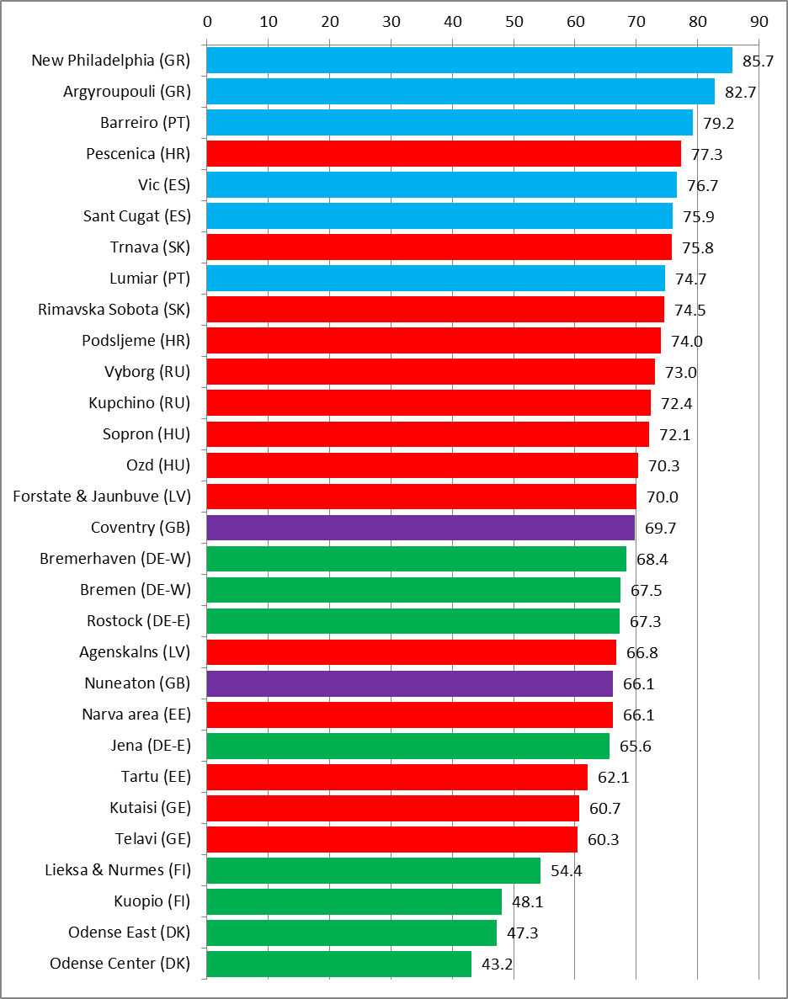 0 10 20 30 40 50 60 70 80 90
New Philadelphia (GR) 85.7
Argyroupouli (GR) 82.7
Barreiro (PT) 79.2
Pescenica (HR) 77.3
Vic (ES) 76.7
Sant Cugat (ES) 75.9
Trnava (SK) 75.8
Lumiar (PT) 74.7
Rimavska Sobota (SK) 74.5
Podsljeme (HR) 74.0
Vyborg (RU) 73.0
Kupchino (RU) 72.4
Sopron (HU) 72.1
Ozd (HU) 70.3
Forstate & Jaunbuve (LV) 70.0
Coventry (GB) 69.7
Bremerhaven (DE-W) 68.4
Bremen (DE-W) 67.5
Rostock (DE-E) 67.3
Agenskalns (LV) 66.8
Nuneaton (GB) 66.1
Narva area (EE) 66.1
Jena (DE-E) 65.6
Tartu (EE) 62.1
Kutaisi (GE) 60.7
Telavi (GE) 60.3
Lieksa & Nurmes (FI) 54.4
Kuopio (FI) 48.1
Odense East (DK) 47.3
Odense Center (DK) 43.2